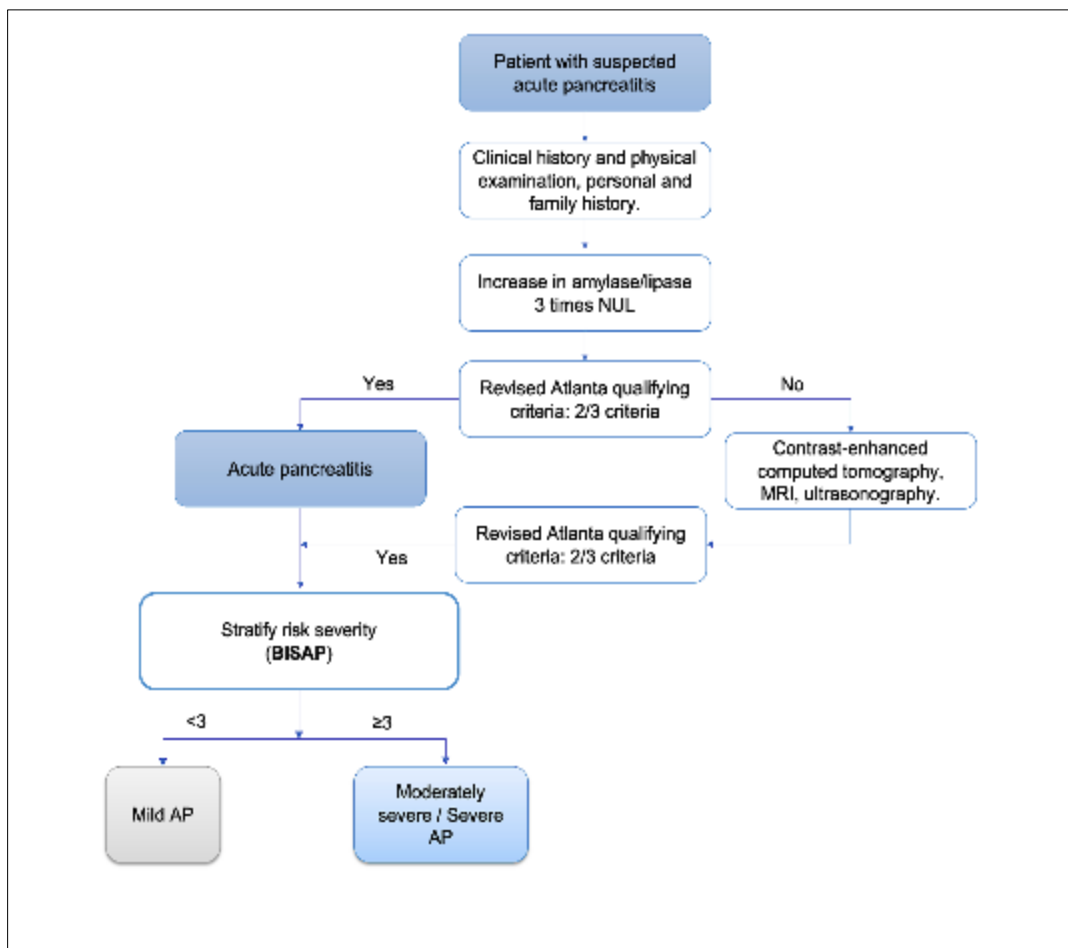 Patient with suspected
acute pancreatitis
Clinical history and physical
examination, personal and
family history.
Increase in amylase/lipase
3 times NUL
Yes
Revised Atlanta qualifying
criteria: 2/3 criteria
No
Acute pancreatitis
Contrast-enhanced
computed tomography,
MRI, ultrasonography.
Revised Atlanta qualifying
criteria: 2/3 criteria
Yes
Stratify risk severity
(BISAP)
<3
≥3
Mild AP
Moderately
severe / Severe
AP